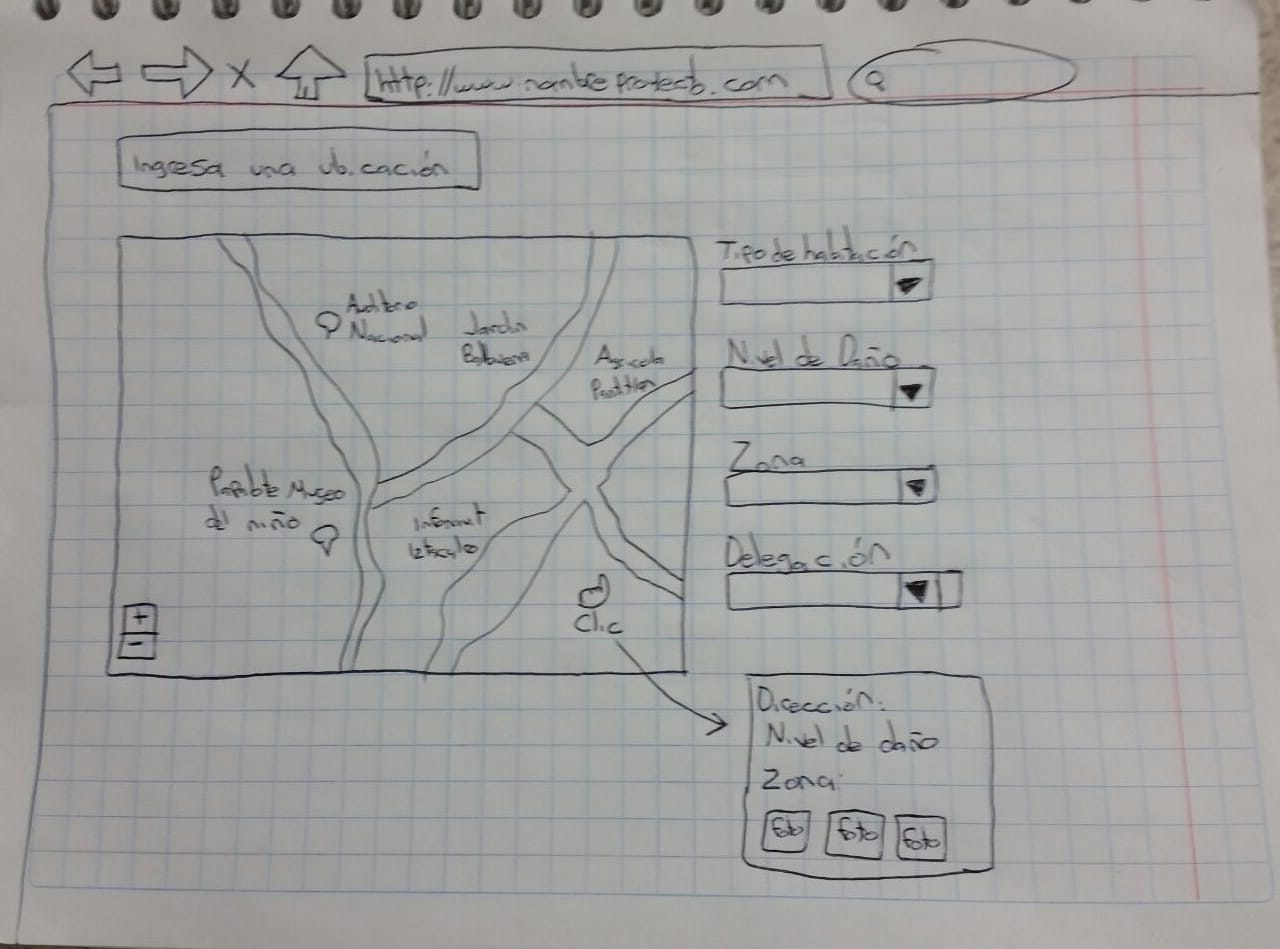 http://www.nombreproyecto.com
Ingresa una ubicación
Tipo de habitación
Auditorio
Nacional
Jardín
Balbuena
Agrícola
Pantitlán
Nivel de Daño
Zona
Papalote Museo
del niño
Infonavit
Iztacalco
Delegación
+
-
Clic
Dirección:
Nivel de daño
Zona:
foto foto foto